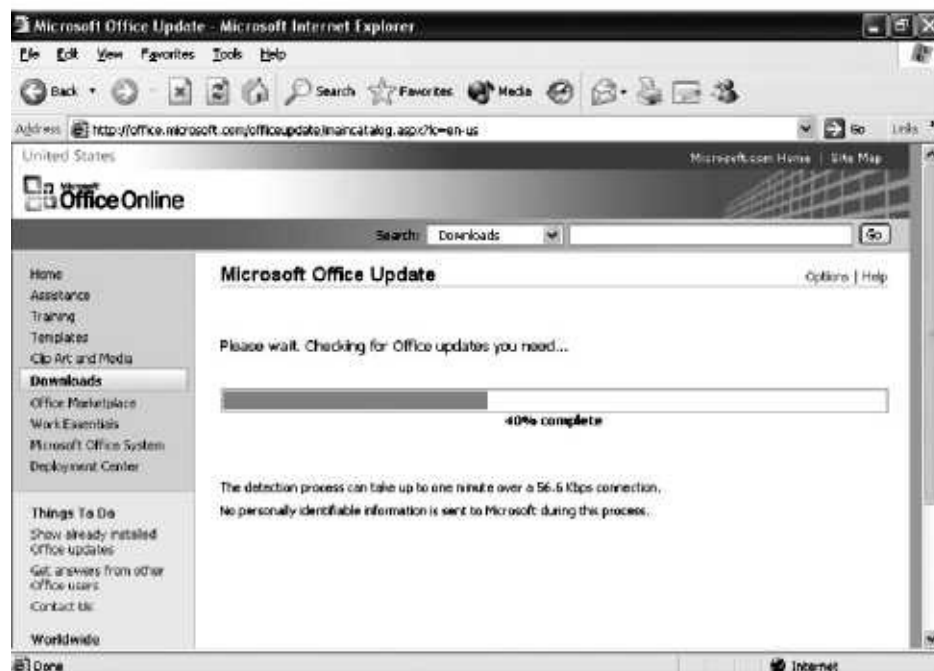 Microsoft Office Update - Microsoft Internet Explorer
File Edit View Favorites Tools Help
Back Search Favorites Media
Address http://office.microsoft.com/officeupdate/maincatalog.aspx?lc=en-us Go Links
United States Microsoft.com Home | Site Map
Microsoft Office Online
Search: Downloads Go
Home
Assistance
Training
Templates
Clip Art and Media
Downloads
Office Marketplace
Work Essentials
Microsoft Office System
Deployment Center
Things To Do
Show already installed
Office updates
Get answers from other
Office users
Contact Us
Worldwide
Microsoft Office Update Options | Help
Please wait. Checking for Office updates you need...
40% complete
The detection process can take up to one minute over a 56.6 Kbps connection.
No personally identifiable information is sent to Microsoft during this process.
Done Internet